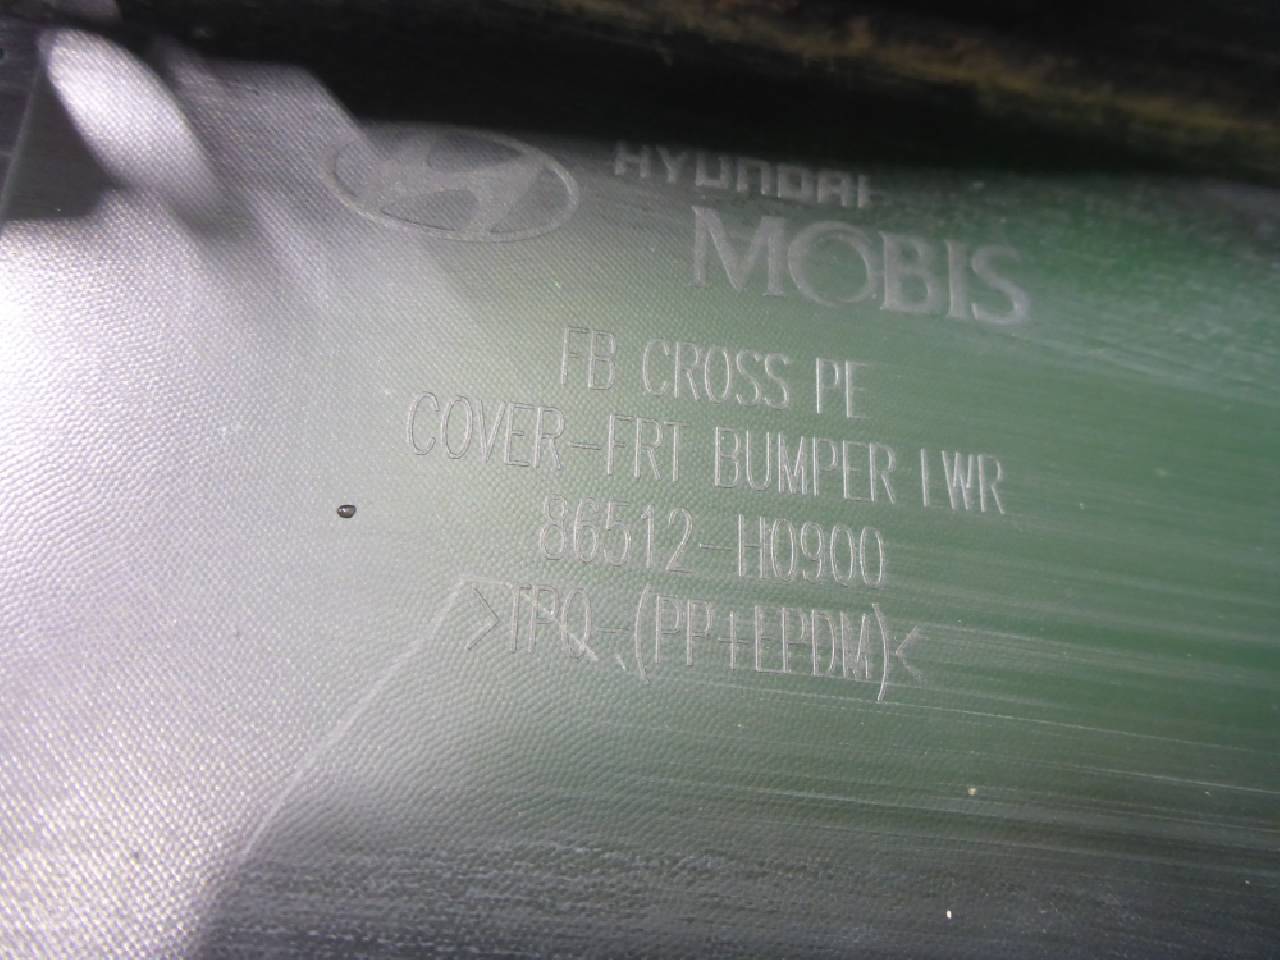 HYUNDAI
MOBIS
FB CROSS PE
COVER-FRT BUMPER LWR
86512-H0900
>TPO-(PP+EPDM)<